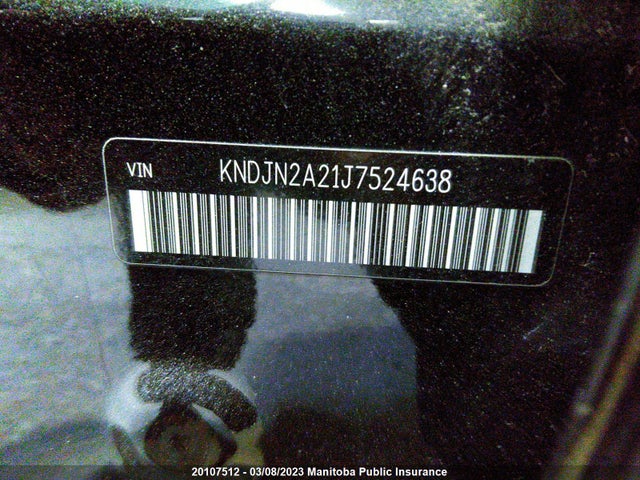 VIN KNDJN2A21J7524638
20107512 - 03/08/2023 Manitoba Public Insurance